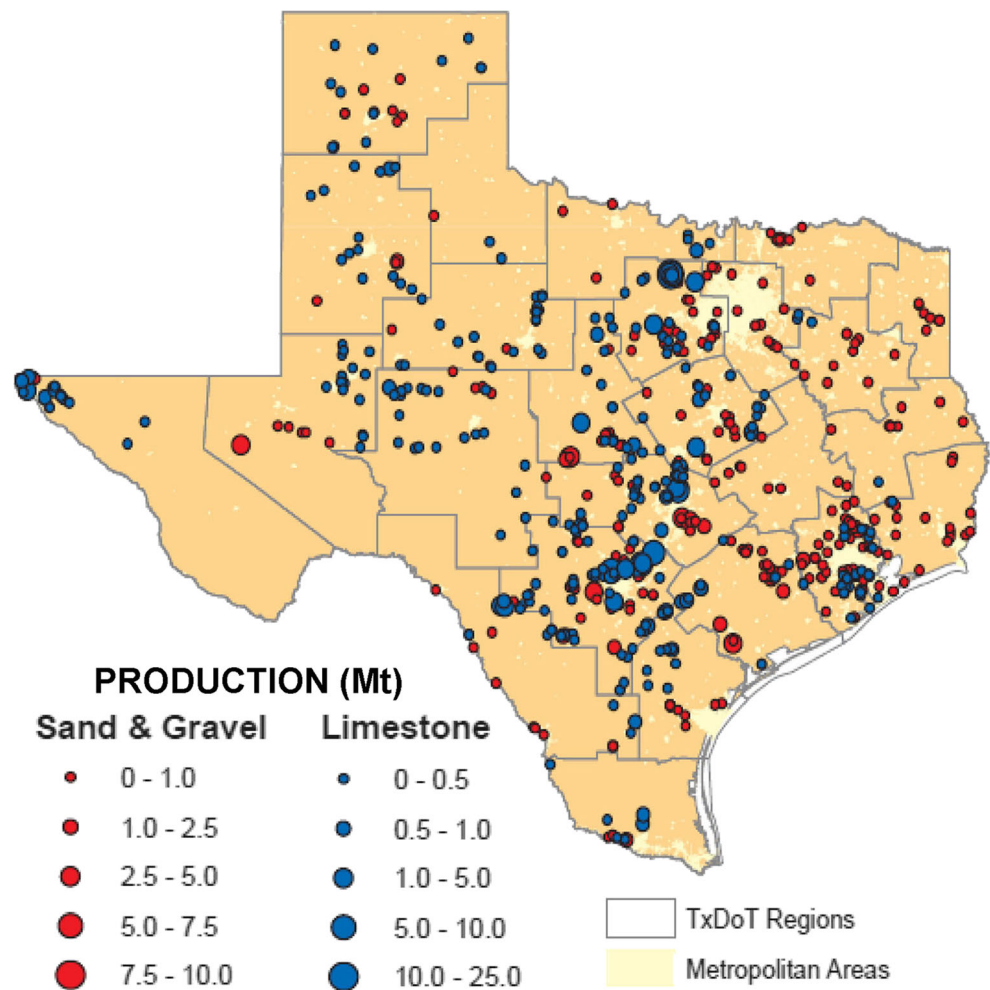 PRODUCTION (Mt)
Sand & Gravel
0 - 1.0
1.0 - 2.5
2.5 - 5.0
5.0 - 7.5
7.5 - 10.0
Limestone
0 - 0.5
0.5 - 1.0
1.0 - 5.0
5.0 - 10.0
10.0 - 25.0
TxDoT Regions
Metropolitan Areas